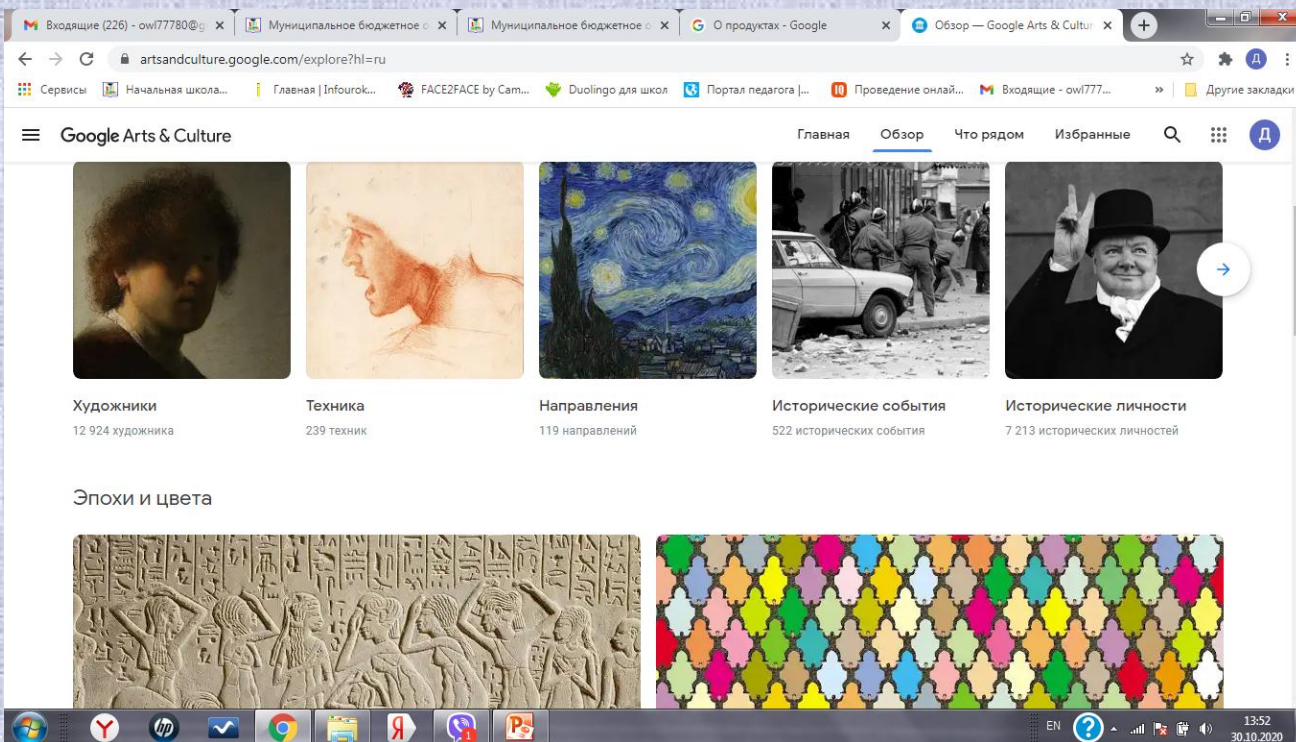 Входящие (226) - owl77780@g
Муниципальное бюджетное о
Муниципальное бюджетное о
О продуктах - Google
Обзор — Google Arts & Cultur
artsandculture.google.com/explore?hl=ru
Д
Сервисы
Начальная школа...
Главная | Infourok...
FACE2FACE by Cam...
Duolingo для школ
Портал педагога |...
Проведение онлай...
Входящие - owl777...
»
Другие закладки
Google Arts & Culture
Главная
Обзор
Что рядом
Избранные
Д
Художники
12 924 художника
Техника
239 техник
Направления
119 направлений
Исторические события
522 исторических события
Исторические личности
7 213 исторических личностей
Эпохи и цвета
EN
13:52
30.10.2020